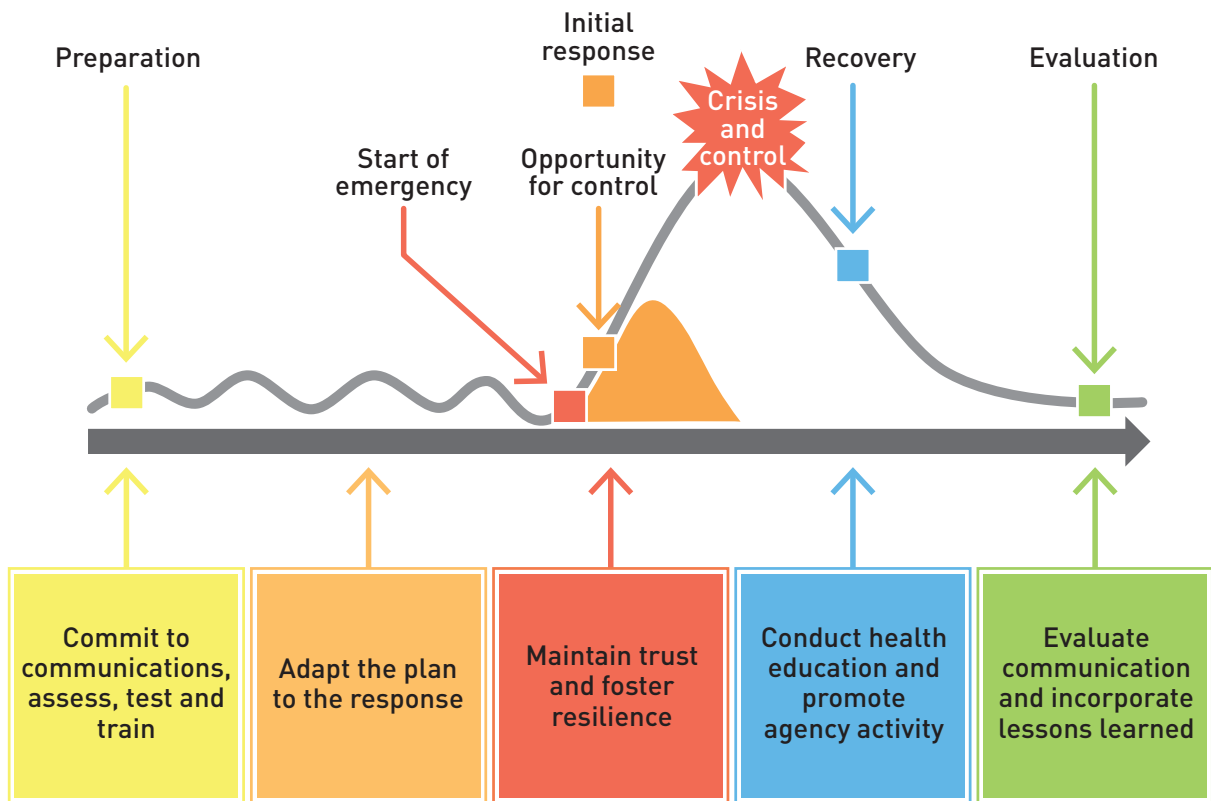 Preparation
Initial
response
Recovery
Evaluation
Crisis
and
control
Start of
emergency
Opportunity
for control
Commit to
communications,
assess, test and
train
Adapt the plan
to the response
Maintain trust
and foster
resilience
Conduct health
education and
promote
agency activity
Evaluate
communication
and incorporate
lessons learned